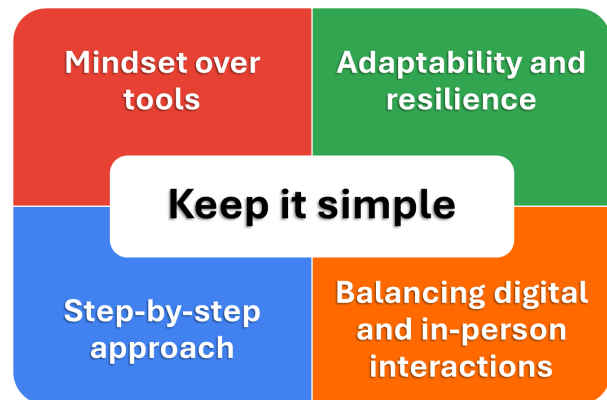 Mindset over
tools
Adaptability and
resilience
Keep it simple
Step-by-step
approach
Balancing digital
and in-person
interactions